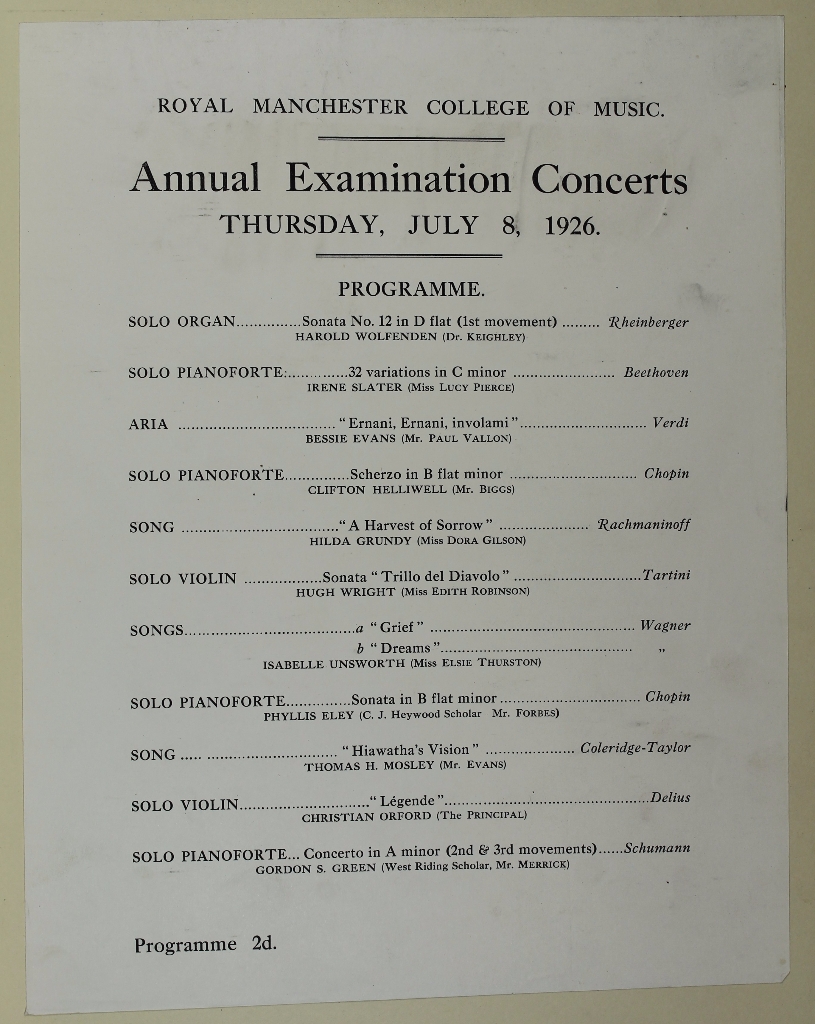 ROYAL MANCHESTER COLLEGE OF MUSIC.
Annual Examination Concerts
THURSDAY, JULY 8, 1926.
PROGRAMME.
SOLO ORGAN...............Sonata No. 12 in D flat (1st movement) ......... Rheinberger
HAROLD WOLFENDEN (Dr. KEIGHLEY)
SOLO PIANOFORTE:..............32 variations in C minor ........................ Beethoven
IRENE SLATER (Miss LUCY PIERCE)
ARIA .................................... " Ernani, Ernani, involami ".............................. Verdi
BESSIE EVANS (Mr. PAUL VALLON)
SOLO PIANOFORTE...............Scherzo in B flat minor .............................. Chopin
CLIFTON HELLIWELL (Mr. BIGGS)
SONG ...................................." A Harvest of Sorrow " ..................... Rachmaninoff
HILDA GRUNDY (Miss DORA GILSON)
SOLO VIOLIN ..................Sonata " Trillo del Diavolo " ..............................Tartini
HUGH WRIGHT (Miss EDITH ROBINSON)
SONGS.......................................a " Grief " ................................................ Wagner
b " Dreams "............................................. „
ISABELLE UNSWORTH (Miss ELSIE THURSTON)
SOLO PIANOFORTE...............Sonata in B flat minor................................. Chopin
PHYLLIS ELEY (C. J. Heywood Scholar Mr. FORBES)
SONG ..... .............................. " Hiawatha's Vision " ..................... Coleridge-Taylor
THOMAS H. MOSLEY (Mr. EVANS)
SOLO VIOLIN.............................." Légende "................................................Delius
CHRISTIAN ORFORD (The PRINCIPAL)
SOLO PIANOFORTE... Concerto in A minor (2nd & 3rd movements)......Schumann
GORDON S. GREEN (West Riding Scholar, Mr. MERRICK)
Programme 2d.